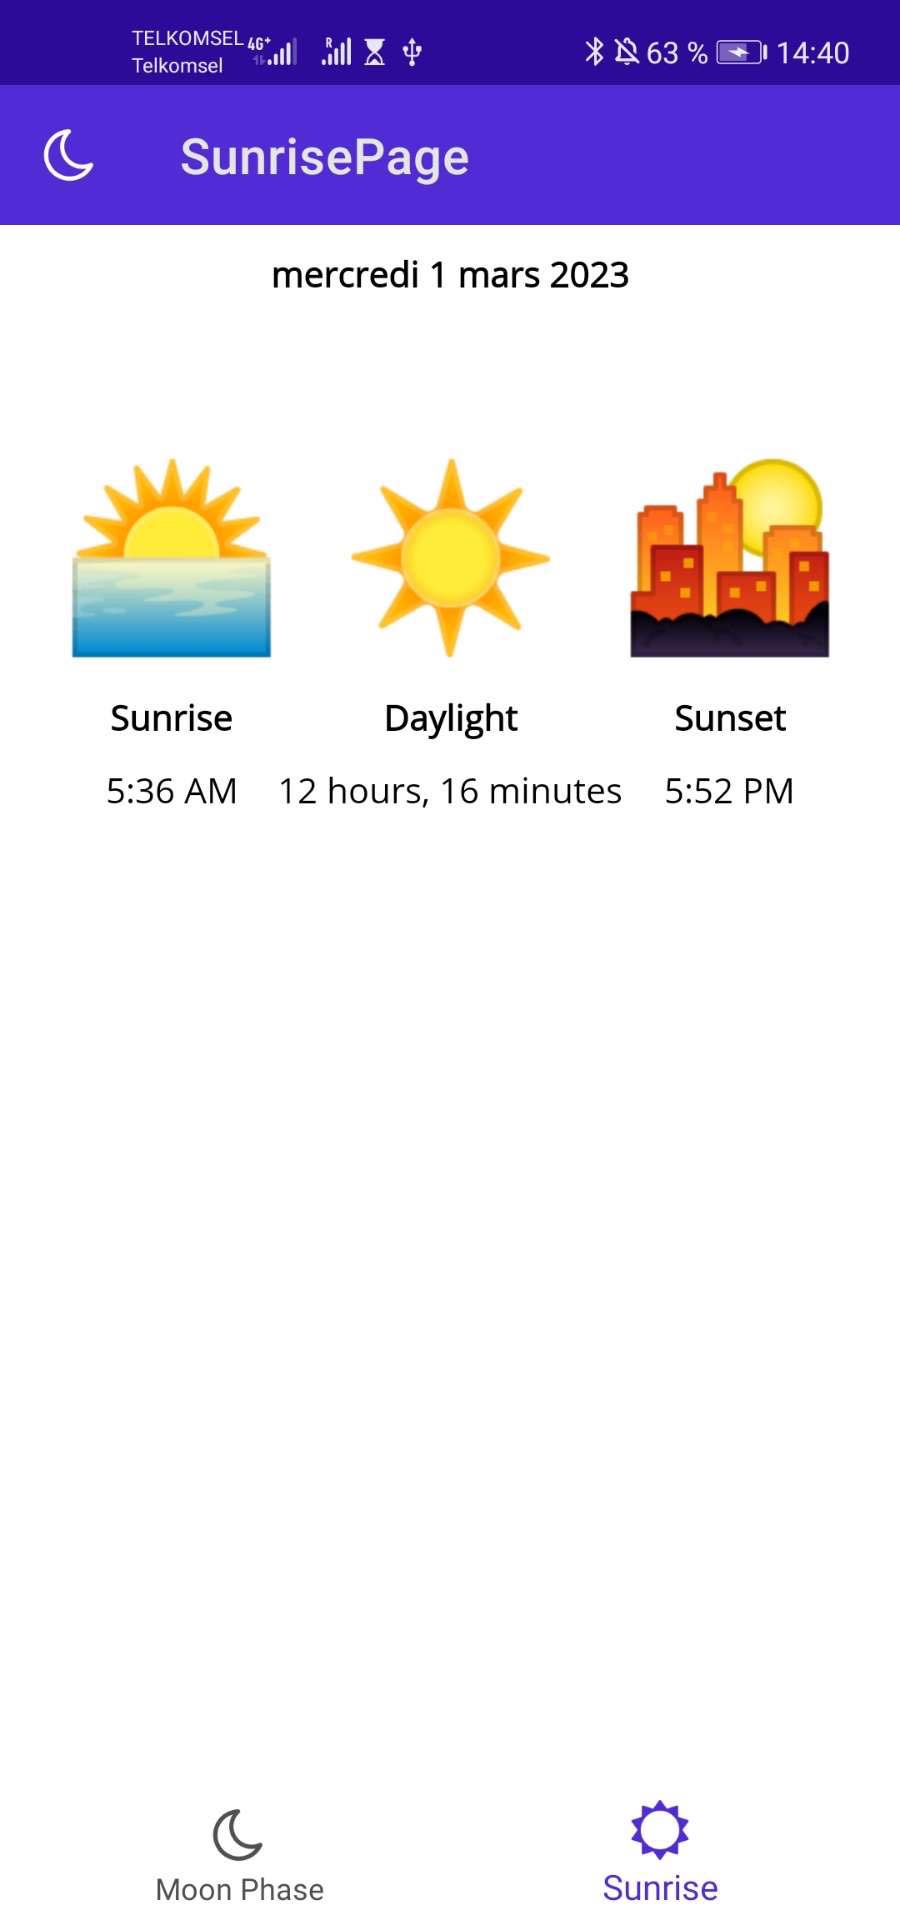 TELKOMSEL 4G+ R 63 % 14:40
Telkomsel
SunrisePage
mercredi 1 mars 2023
Sunrise Daylight Sunset
5:36 AM 12 hours, 16 minutes 5:52 PM
Moon Phase Sunrise